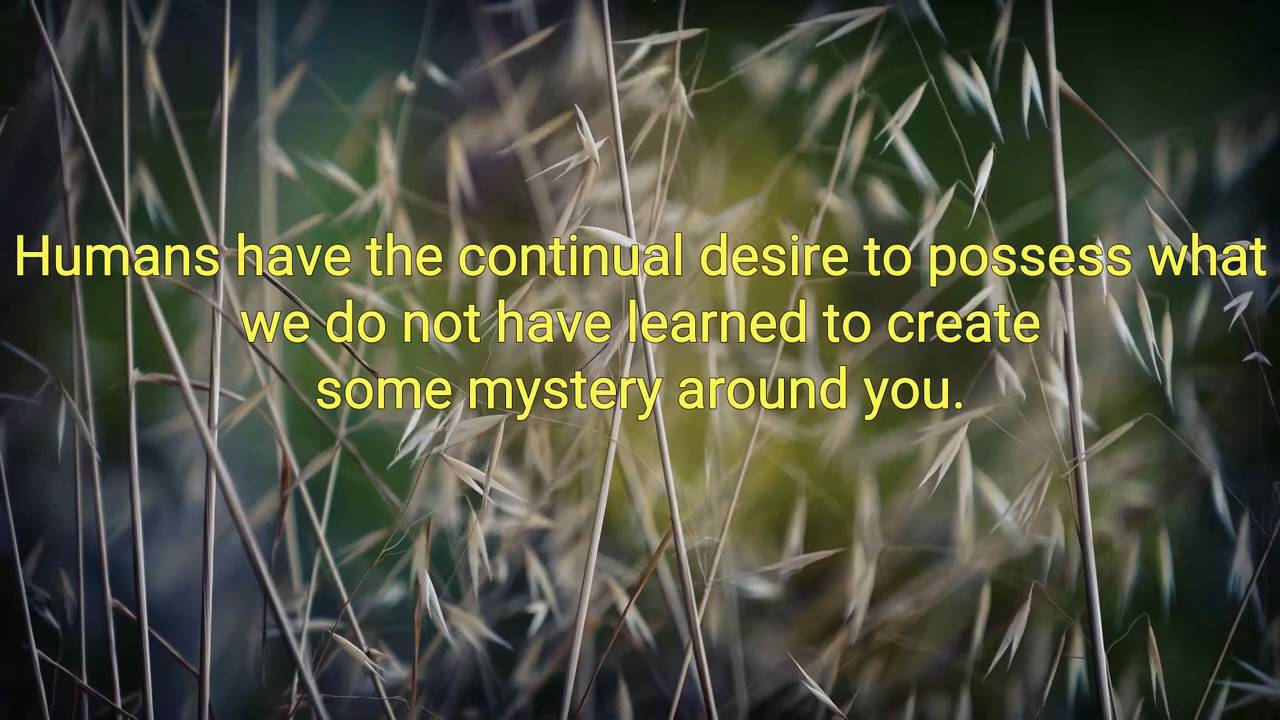 Humans have the continual desire to possess what
we do not have learned to create
some mystery around you.